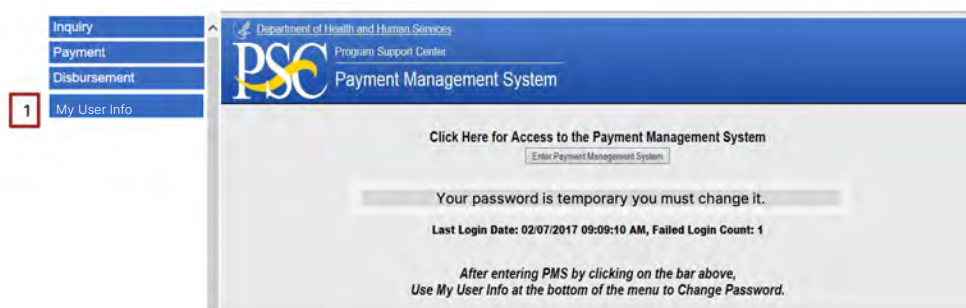 Inquiry
Payment
Disbursement
1
My User Info
Department of Health and Human Services
PSC
Program Support Center
Payment Management System
Click Here for Access to the Payment Management System
Enter Payment Management System
Your password is temporary you must change it.
Last Login Date: 02/07/2017 09:09:10 AM, Failed Login Count: 1
After entering PMS by clicking on the bar above,
Use My User Info at the bottom of the menu to Change Password.